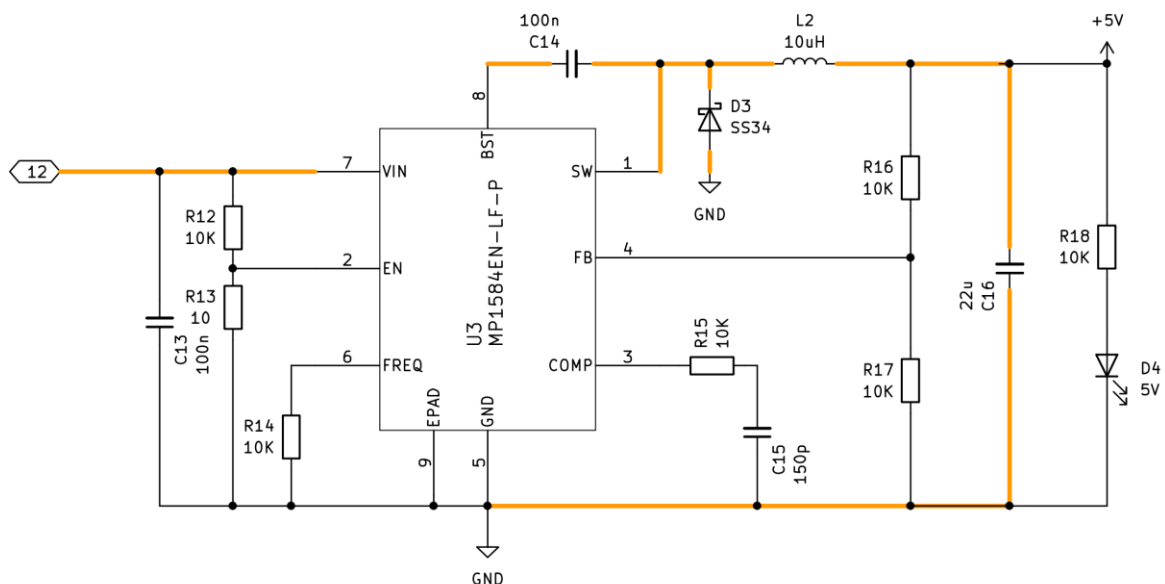 100n
C14
L2
10uH
+5V
8
BST
D3
SS34
12
7
VIN
SW
1
GND
R16
10K
R12
10K
U3
MP1584EN-LF-P
2
EN
FB
4
R18
10K
R13
10
C13
100n
22u
C16
R15
10K
6
FREQ
COMP
3
R17
10K
D4
5V
R14
10K
EPAD
GND
9
5
C15
150p
GND